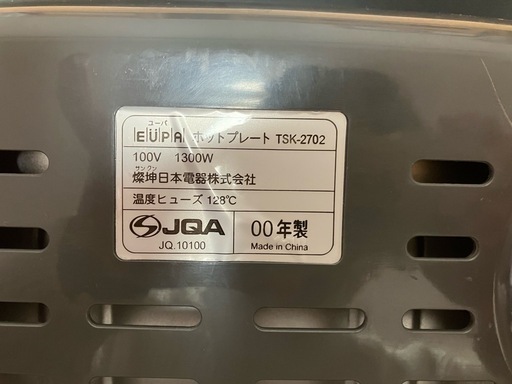 ユーパ
EUPA ホットプレート TSK-2702
100V 1300W
サンクン
燦坤日本電器株式会社
温度ヒューズ 128℃
JQA 00年製
JQ.10100 Made in China